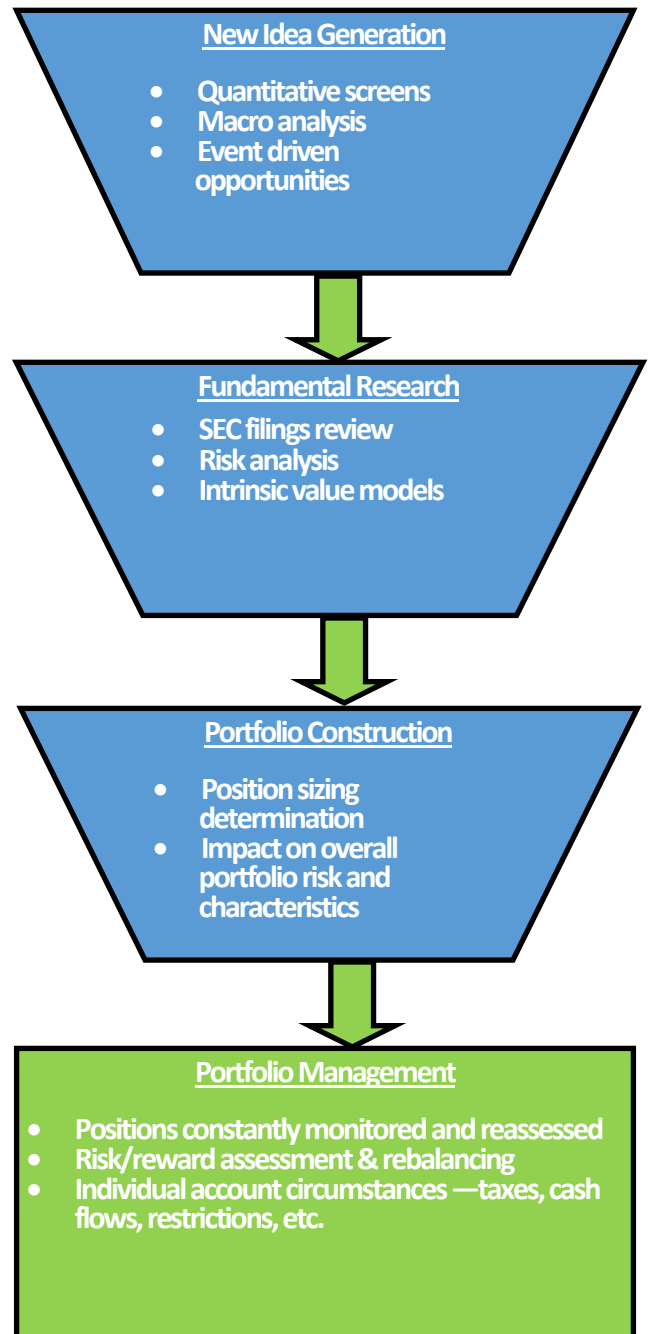 New Idea Generation
• Quantitative screens
• Macro analysis
• Event driven
opportunities
Fundamental Research
• SEC filings review
• Risk analysis
• Intrinsic value models
Portfolio Construction
• Position sizing
determination
• Impact on overall
portfolio risk and
characteristics
Portfolio Management
• Positions constantly monitored and reassessed
• Risk/reward assessment & rebalancing
• Individual account circumstances —taxes, cash
flows, restrictions, etc.